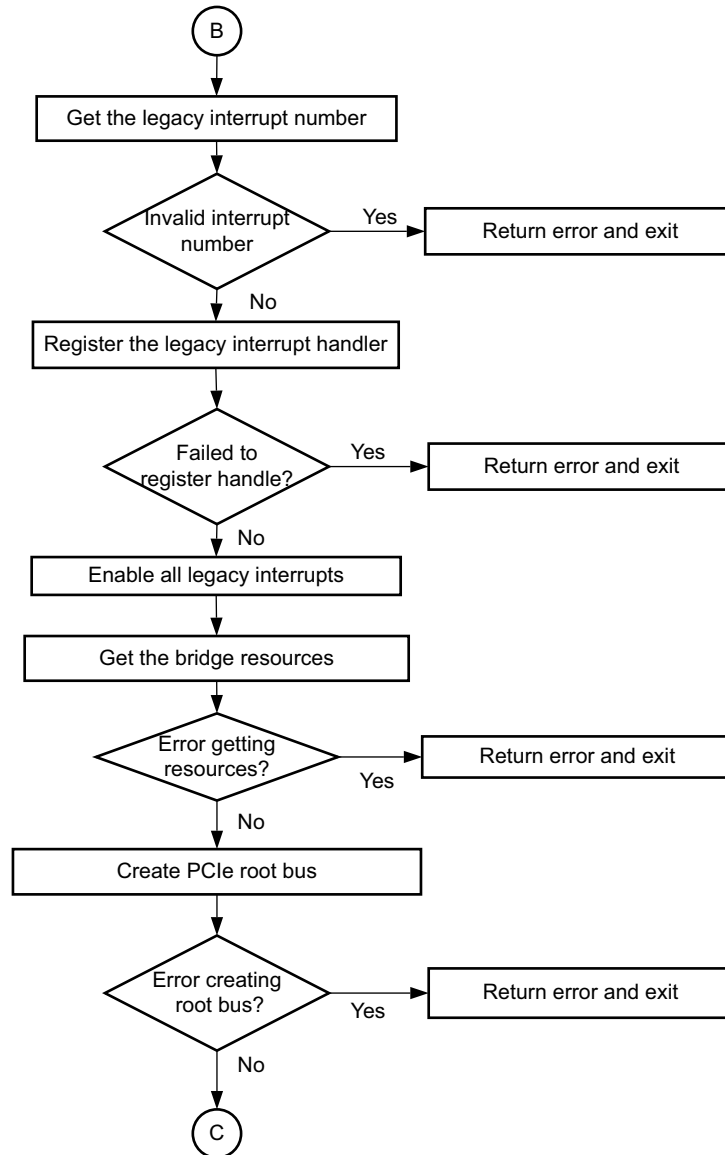 B
Get the legacy interrupt number
Invalid interrupt
number
Yes
Return error and exit
No
Register the legacy interrupt handler
Failed to
register handle?
Yes
Return error and exit
No
Enable all legacy interrupts
Get the bridge resources
Error getting
resources?
Yes
Return error and exit
No
Create PCIe root bus
Error creating
root bus?
Yes
Return error and exit
No
C